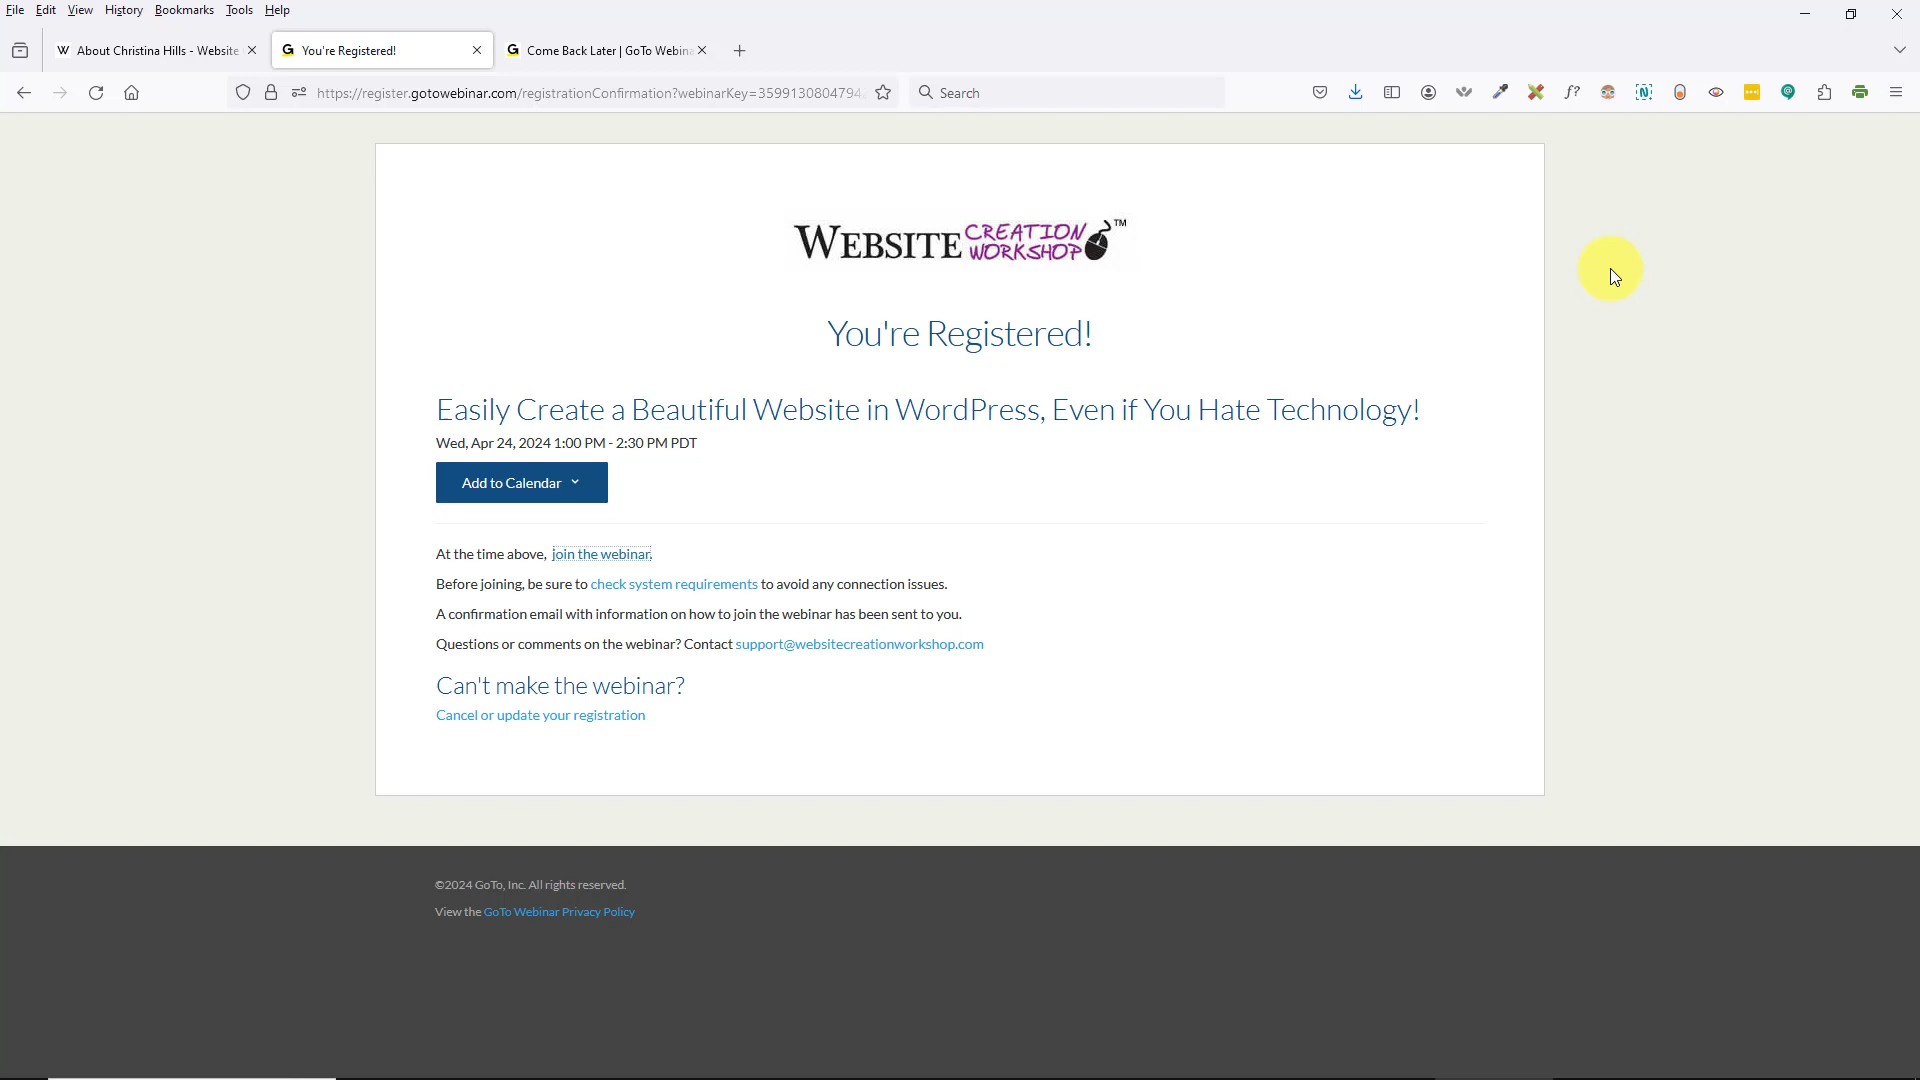 File Edit View History Bookmarks Tools Help
About Christina Hills - Website
You're Registered!
Come Back Later | GoTo Webina
https://register.gotowebinar.com/registrationConfirmation?webinarKey=3599130804794
Search
WEBSITE CREATION WORKSHOP™
You're Registered!
Easily Create a Beautiful Website in WordPress, Even if You Hate Technology!
Wed, Apr 24, 2024 1:00 PM - 2:30 PM PDT
Add to Calendar
At the time above, join the webinar.
Before joining, be sure to check system requirements to avoid any connection issues.
A confirmation email with information on how to join the webinar has been sent to you.
Questions or comments on the webinar? Contact support@websitecreationworkshop.com
Can't make the webinar?
Cancel or update your registration
©2024 GoTo, Inc. All rights reserved.
View the GoTo Webinar Privacy Policy